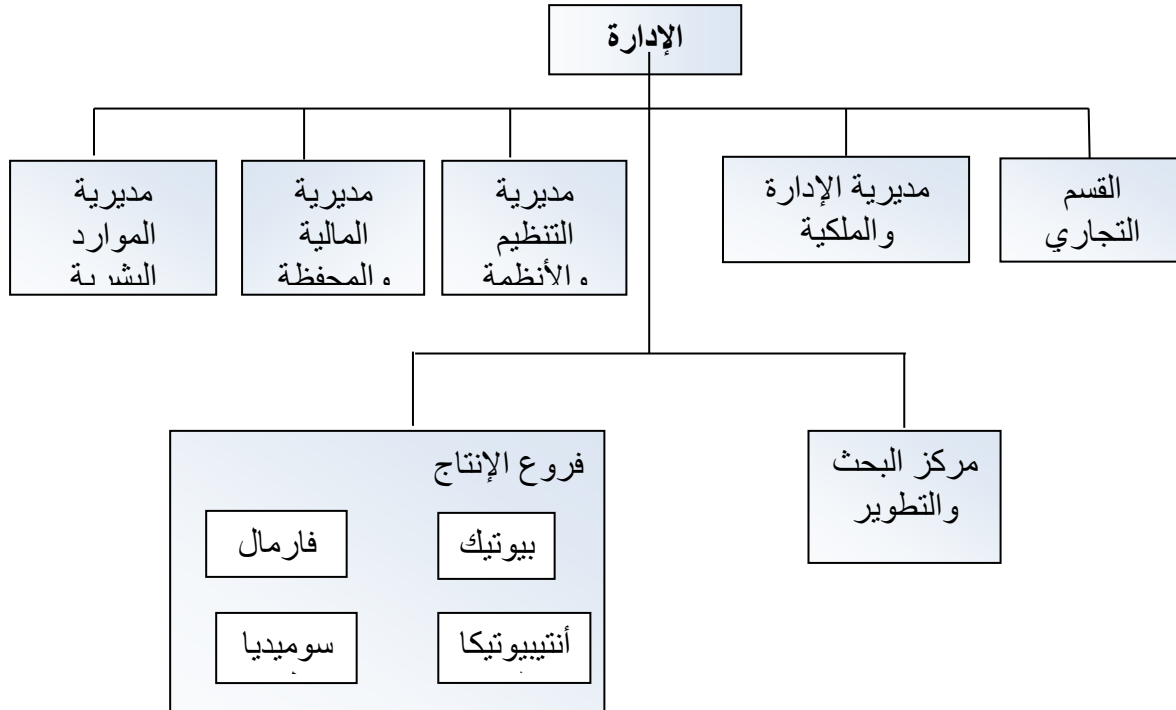 الإدارة
القسم
التجاري
مديرية الإدارة
والملكية
مديرية
التنظيم
والأنظمة
مديرية
المالية
والمحفظة
مديرية
الموارد
البشرية
مركز البحث
والتطوير
فروع الإنتاج
بيوتيك
فارمال
أنتيبيوتيكا
سوميديا